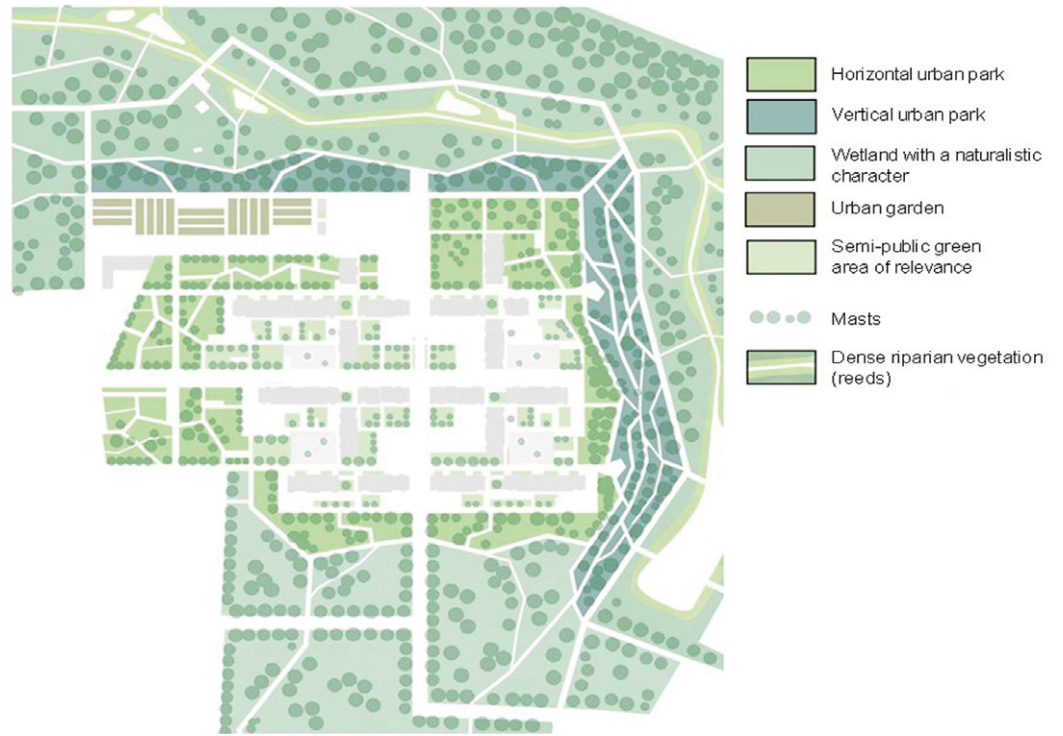 Horizontal urban park
Vertical urban park
Wetland with a naturalistic
character
Urban garden
Semi-public green
area of relevance
Masts
Dense riparian vegetation
(reeds)